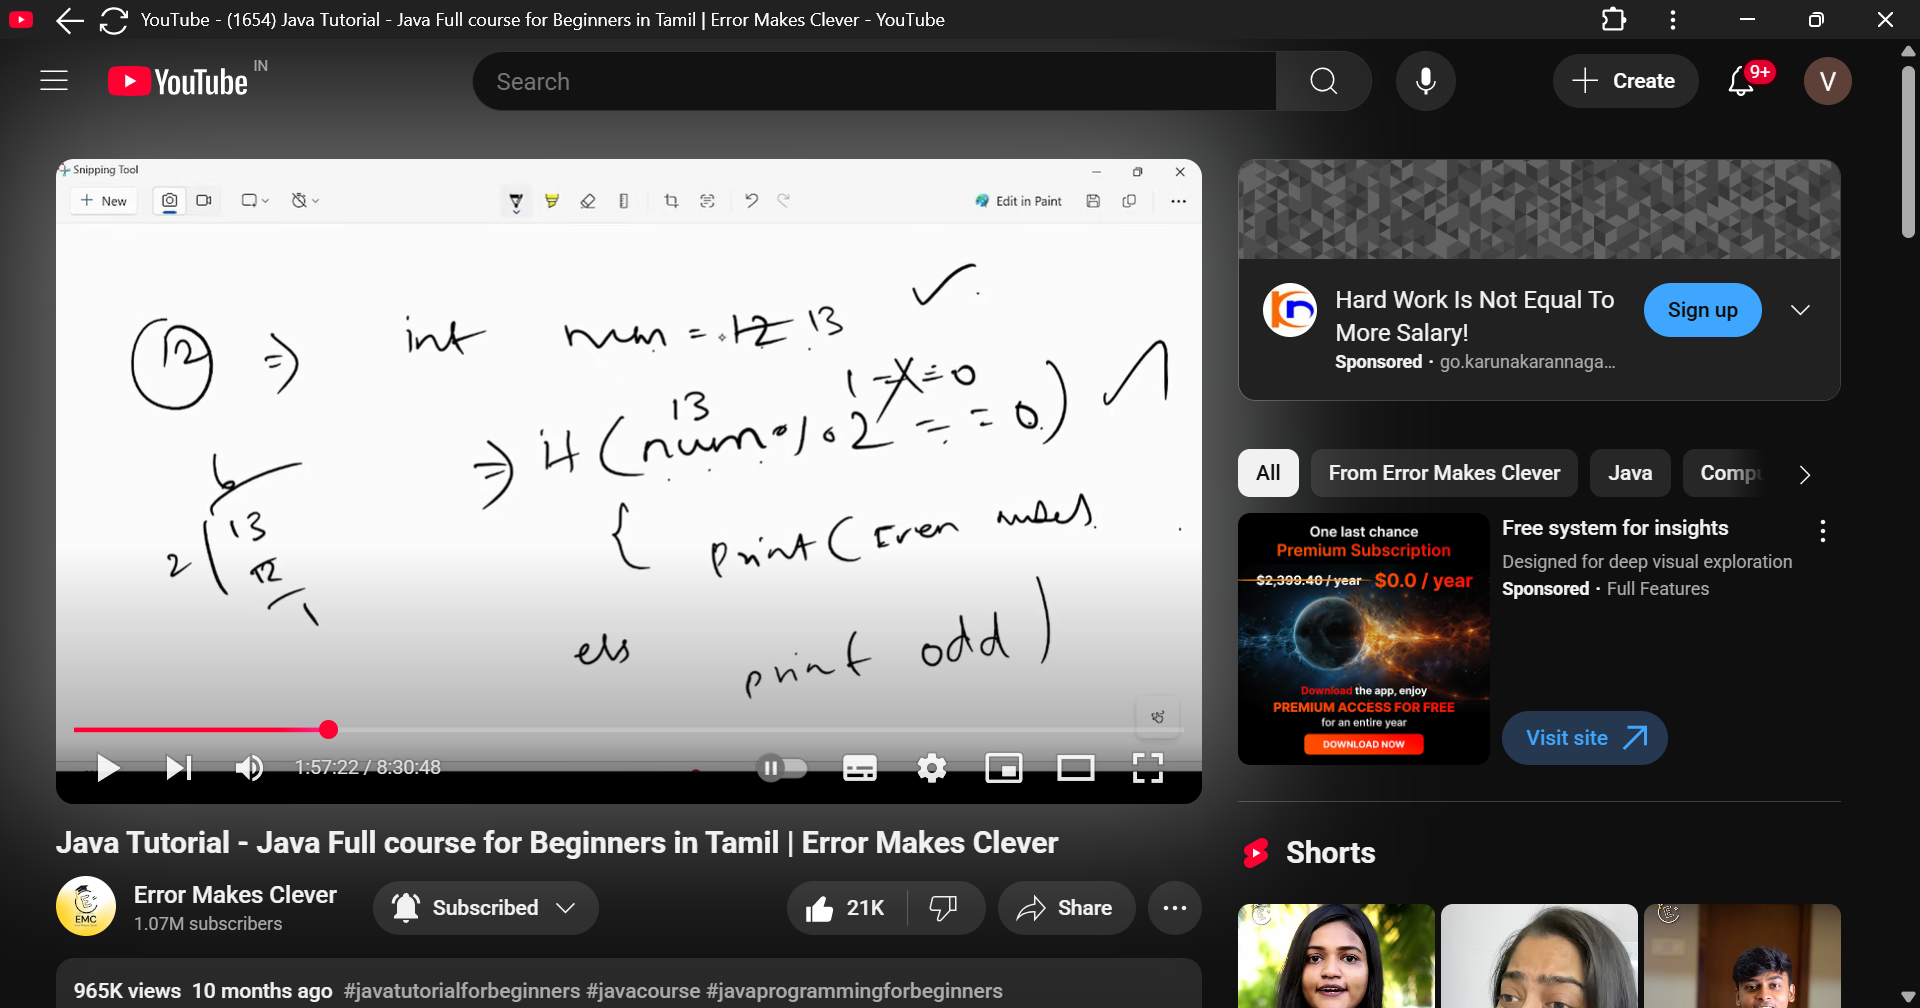 YouTube - (1654) Java Tutorial - Java Full course for Beginners in Tamil | Error Makes Clever - YouTube
YouTube IN
Search
Create
9+
V
Snipping Tool
New
Edit in Paint
12 => int num = 12 13
1 = X = 0
13
=> if (num % 2 == 0)
6
2 13
12
1
{ print (Even
els
print odd )
1:57:22 / 8:30:48
Java Tutorial - Java Full course for Beginners in Tamil | Error Makes Clever
EMC
Error Makes Clever
1.07M subscribers
Subscribed
21K
Share
965K views 10 months ago #javatutorialforbeginners #javacourse #javaprogrammingforbeginners
Hard Work Is Not Equal To
More Salary!
Sponsored · go.karunakarannaga...
Sign up
All
From Error Makes Clever
Java
Compu
One last chance
Premium Subscription
$2,399.40 / year $0.0 / year
Download the app, enjoy
PREMIUM ACCESS FOR FREE
for an entire year
DOWNLOAD NOW
Free system for insights
Designed for deep visual exploration
Sponsored · Full Features
Visit site
Shorts